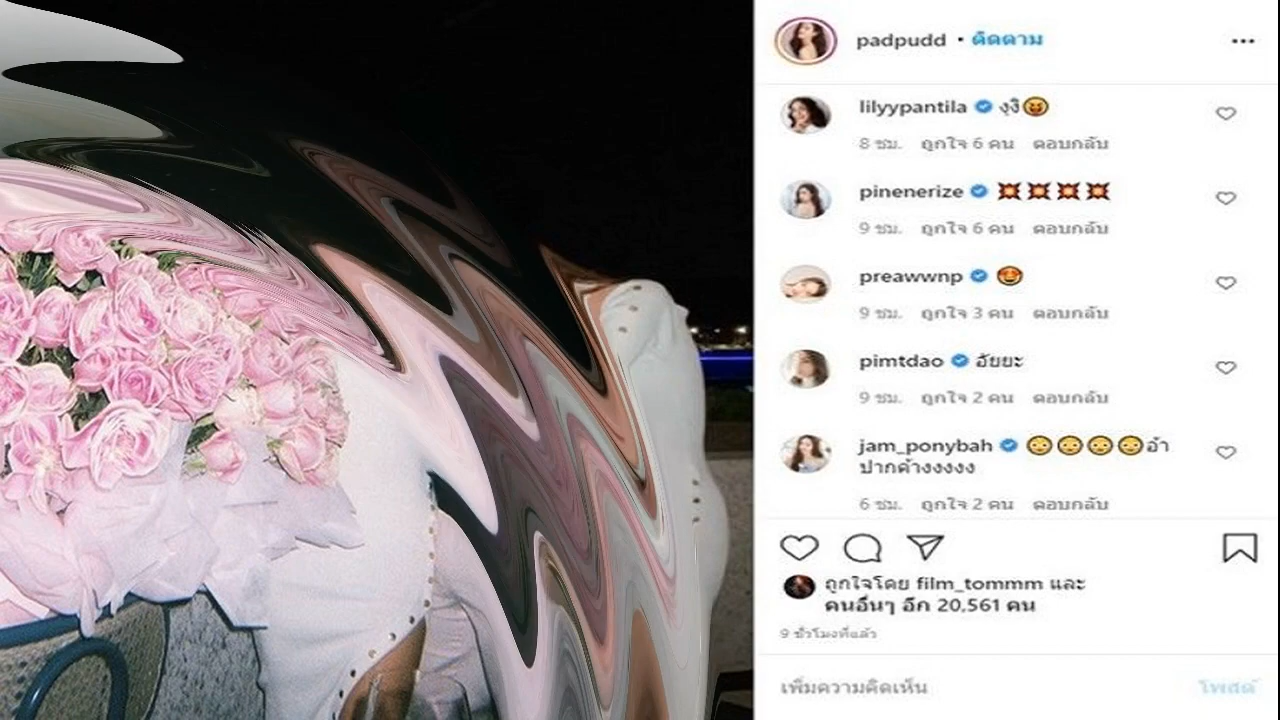 padpudd • ติดตาม
lilyypantila งุงิ😝
8 ชม. ถูกใจ 6 คน ตอบกลับ
pinenerize 💥💥💥💥
9 ชม. ถูกใจ 6 คน ตอบกลับ
preawwnp 🤩
9 ชม. ถูกใจ 3 คน ตอบกลับ
pimtdao อัยยะ
9 ชม. ถูกใจ 2 คน ตอบกลับ
jam_ponybah 😳😳😳😳อ้า
ปากค้างงงงง
6 ชม. ถูกใจ 2 คน ตอบกลับ
ถูกใจโดย film_tommm และ
คนอื่นๆ อีก 20,561 คน
9 ชั่วโมงที่แล้ว
เพิ่มความคิดเห็น
โพสต์